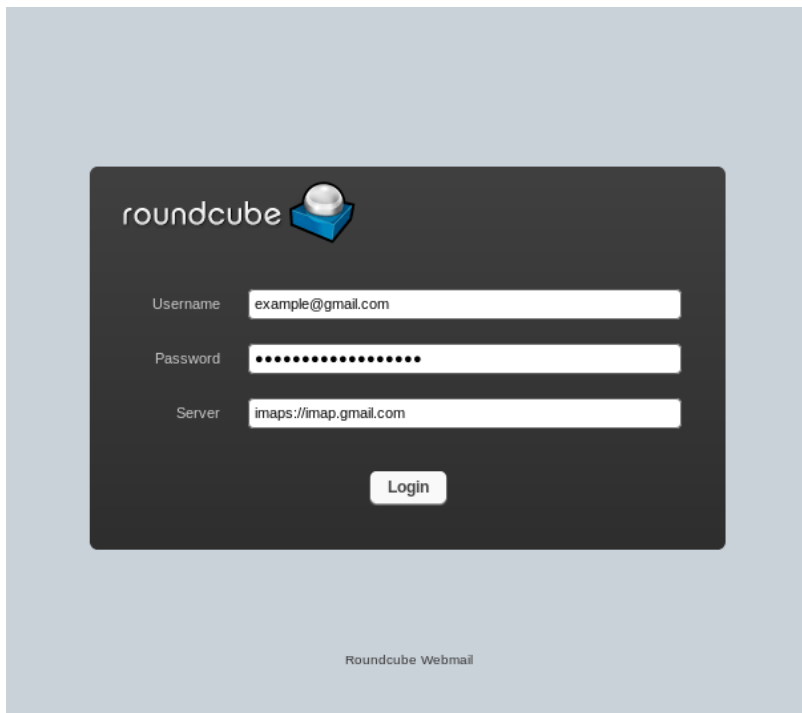 roundcube
Username example@gmail.com
Password ••••••••••••••••••
Server imaps://imap.gmail.com
Login
Roundcube Webmail